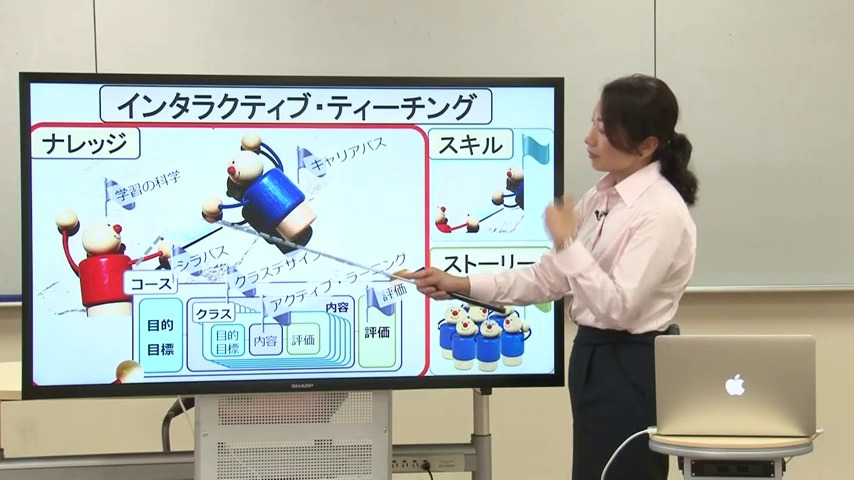 インタラクティブ・ティーチング
ナレッジ
スキル
ストーリー
学習の科学
キャリアパス
シラバス
クラスデザイン
アクティブ・ラーニング
評価
コース
目的
目標
クラス
内容
目的
目標
内容
評価
評価
SHARP